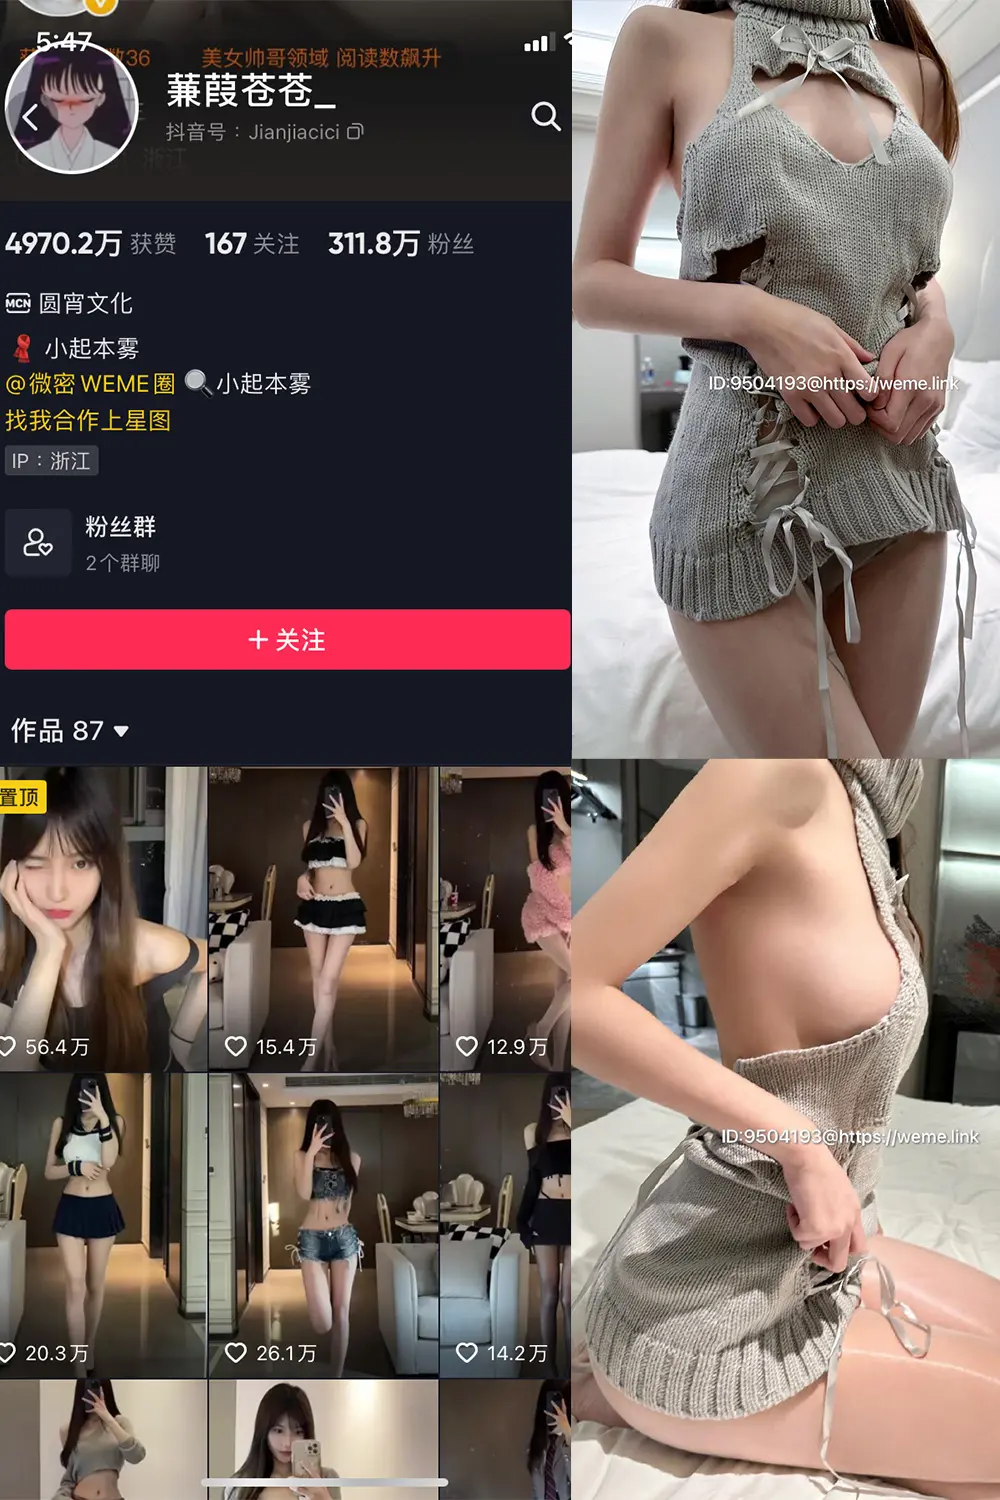 5:47
数36
美女帅哥领域 阅读数飙升
蒹葭苍苍_
抖音号：Jianjiacici
浙江
4970.2万 获赞 167 关注 311.8万 粉丝
MCN 圆宵文化
小起本雾
@微密 WEME圈 小起本雾
找我合作上星图
IP：浙江
粉丝群
2个群聊
+ 关注
作品 87
置顶
56.4万
15.4万
12.9万
20.3万
26.1万
14.2万
ID:9504193@https://weme.link
ID:9504193@https://weme.link